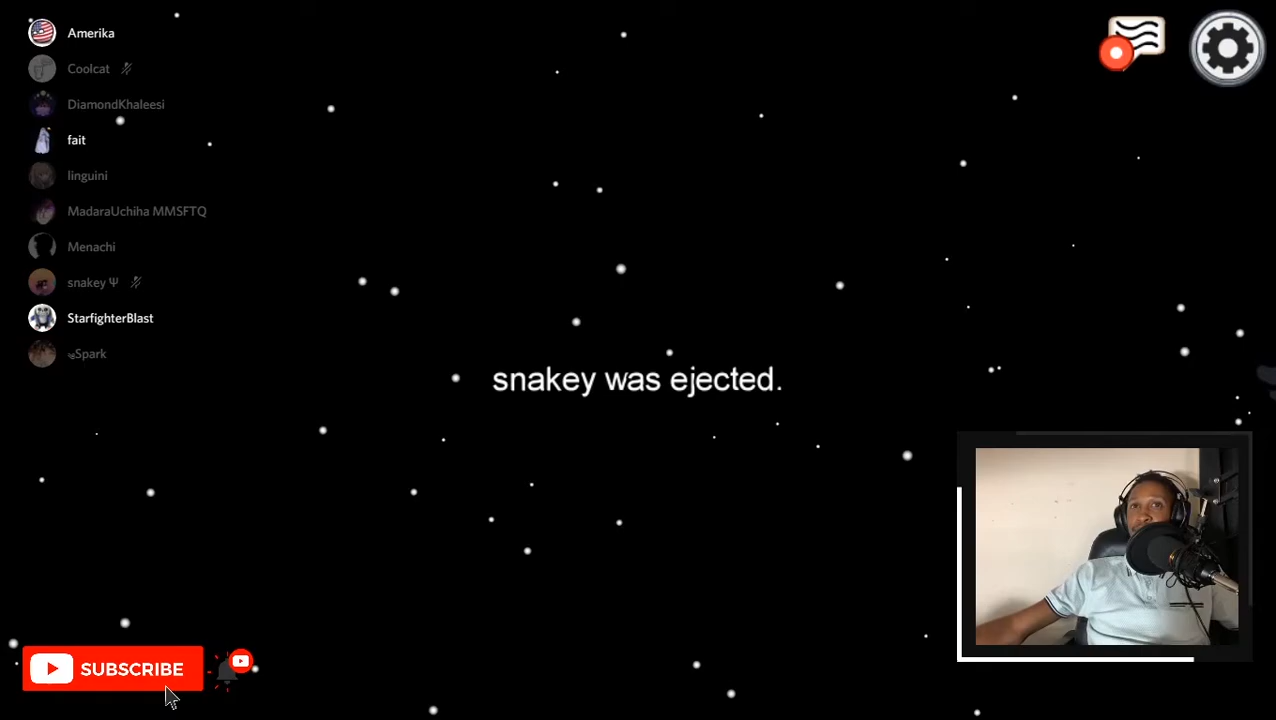 Amerika
Coolcat
DiamondKhaleesi
fait
linguini
MadaraUchiha MMSFTQ
Menachi
snakey Ψ
StarfighterBlast
Spark
snakey was ejected.
SUBSCRIBE